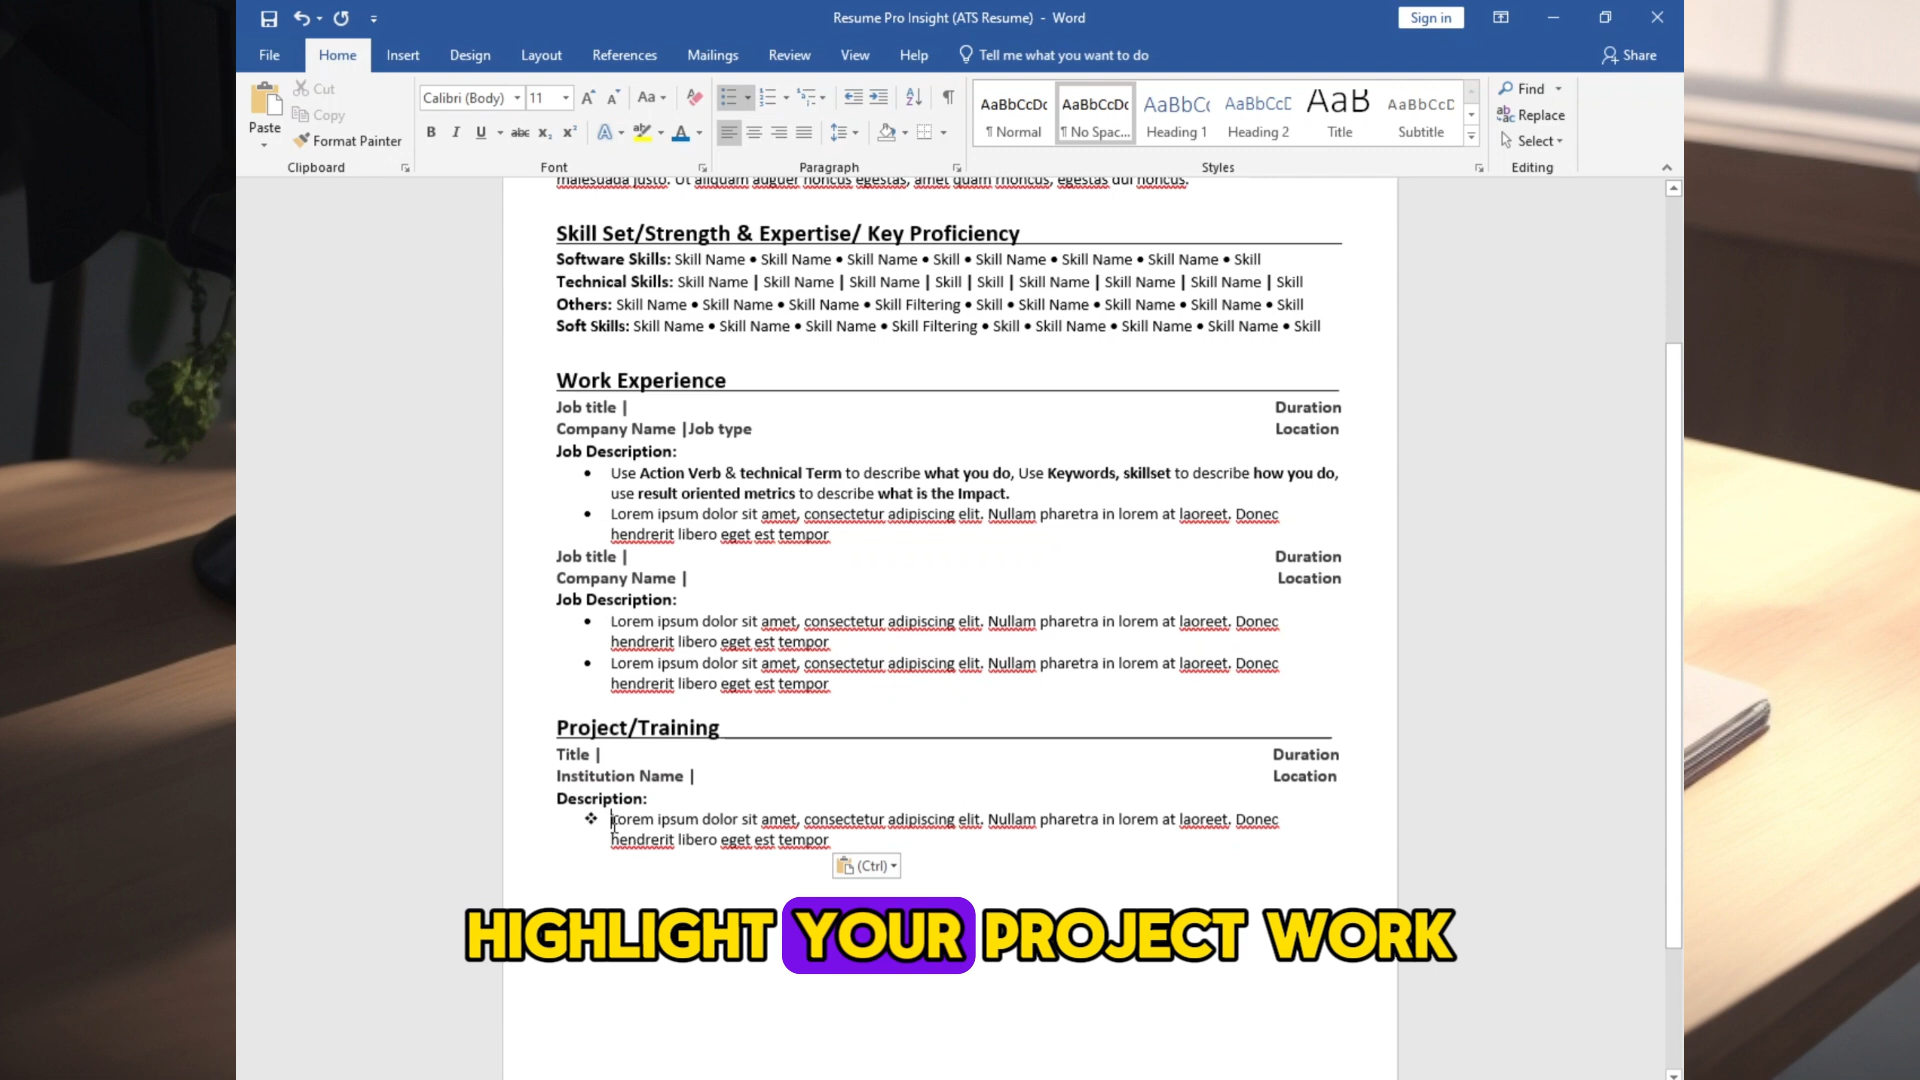 Resume Pro Insight (ATS Resume) - Word
Sign in
File Home Insert Design Layout References Mailings Review View Help Tell me what you want to do Share
Paste
Cut
Copy
Format Painter
Clipboard
Calibri (Body) 11
Font
Paragraph
AaBbCcDc AaBbCcDc AaBbCc AaBbCcC AaB AaBbCcD
¶ Normal ¶ No Spac... Heading 1 Heading 2 Title Subtitle
Styles
Find
Replace
Select
Editing
malesuada justo. Ut aliquam auguer honcus egestas, amet quam rhoncus, egestas dui honcus.
Skill Set/Strength & Expertise/ Key Proficiency
Software Skills: Skill Name • Skill Name • Skill Name • Skill • Skill Name • Skill Name • Skill Name • Skill
Technical Skills: Skill Name | Skill Name | Skill Name | Skill | Skill | Skill Name | Skill Name | Skill Name | Skill
Others: Skill Name • Skill Name • Skill Name • Skill Filtering • Skill • Skill Name • Skill Name • Skill Name • Skill
Soft Skills: Skill Name • Skill Name • Skill Name • Skill Filtering • Skill • Skill Name • Skill Name • Skill Name • Skill
Work Experience
Job title | Duration
Company Name |Job type Location
Job Description:
• Use Action Verb & technical Term to describe what you do, Use Keywords, skillset to describe how you do,
use result oriented metrics to describe what is the Impact.
• Lorem ipsum dolor sit amet, consectetur adipiscing elit. Nullam pharetra in lorem at laoreet. Donec
hendrerit libero eget est tempor
Job title | Duration
Company Name | Location
Job Description:
• Lorem ipsum dolor sit amet, consectetur adipiscing elit. Nullam pharetra in lorem at laoreet. Donec
hendrerit libero eget est tempor
• Lorem ipsum dolor sit amet, consectetur adipiscing elit. Nullam pharetra in lorem at laoreet. Donec
hendrerit libero eget est tempor
Project/Training
Title | Duration
Institution Name | Location
Description:
❖ Lorem ipsum dolor sit amet, consectetur adipiscing elit. Nullam pharetra in lorem at laoreet. Donec
hendrerit libero eget est tempor
(Ctrl)
HIGHLIGHT YOUR PROJECT WORK